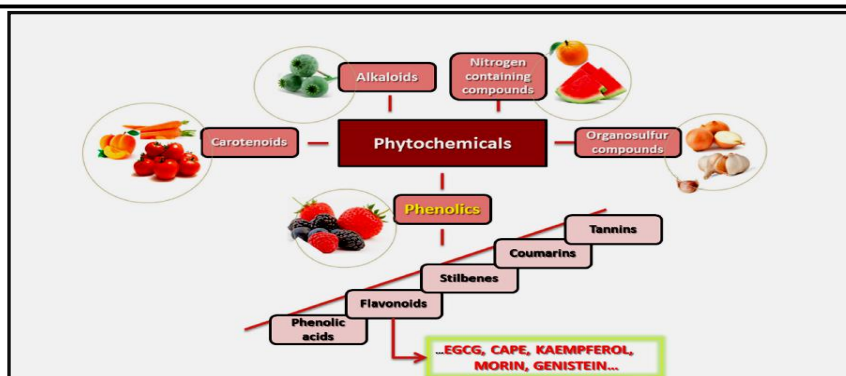 Alkaloids
Nitrogen
containing
compounds
Carotenoids
Phytochemicals
Organosulfur
compounds
Phenolics
Tannins
Coumarins
Stilbenes
Flavonoids
Phenolic
acids
...EGCG, CAPE, KAEMPFEROL,
MORIN, GENISTEIN...